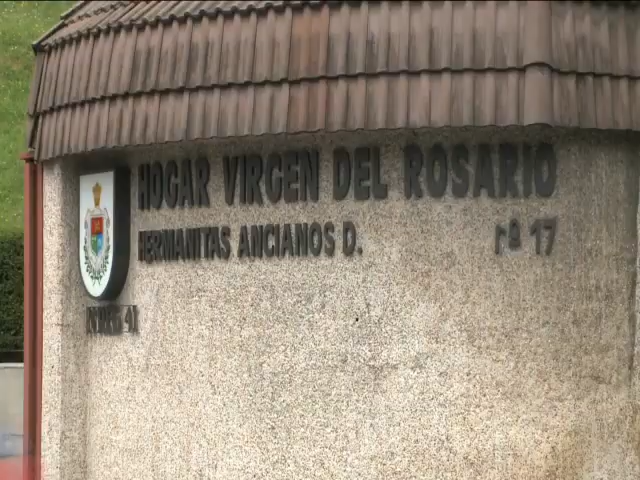 HOGAR VIRGEN DEL ROSARIO
HERMANITAS ANCIANOS D. nº 17